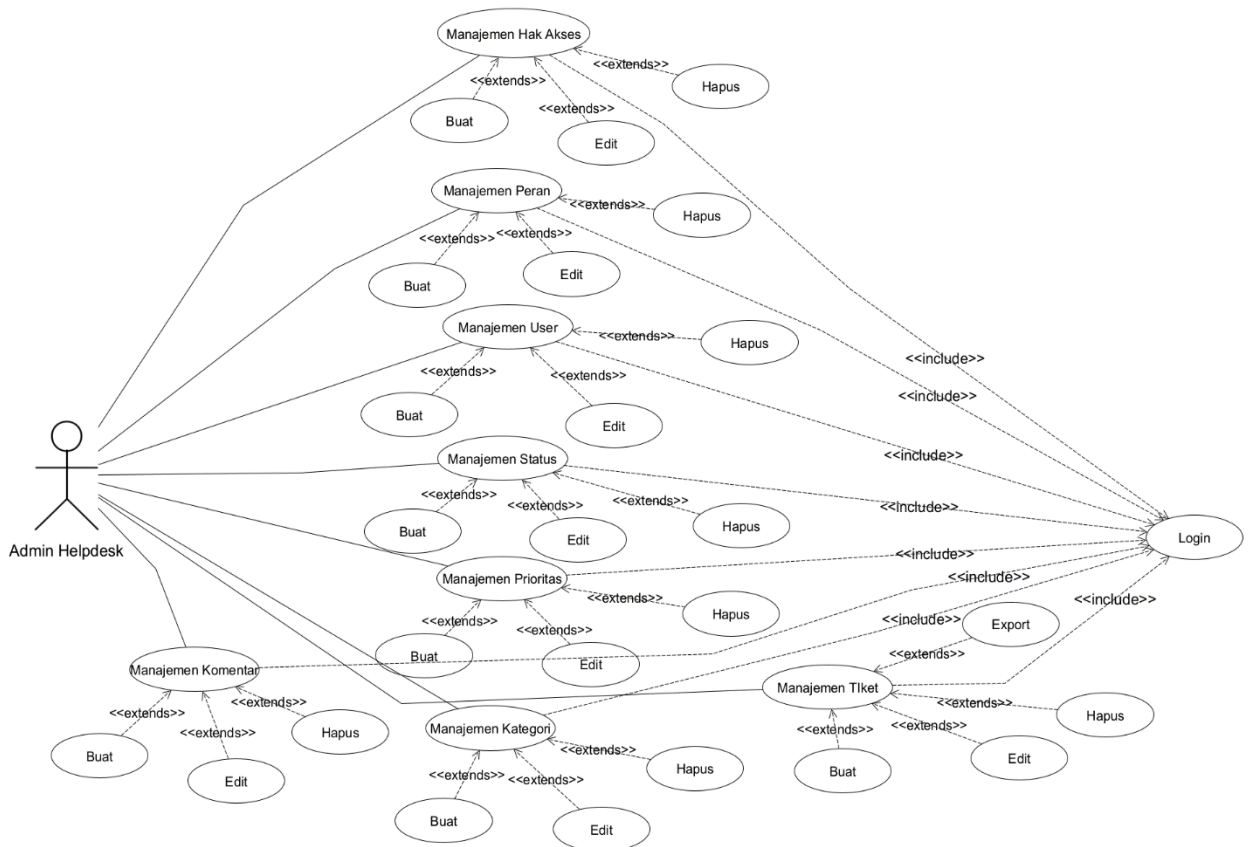 Manajemen Hak Akses
<<extends>>
<<extends>>
Hapus
<<extends>>
Buat
Edit
Manajemen Peran
<<extends>>
Hapus
<<extends>>
<<extends>>
Buat
Edit
Manajemen User
<<extends>>
Hapus
<<extends>>
<<extends>>
Buat
Edit
<<include>>
<<include>>
<<include>>
Manajemen Status
<<extends>>
<<extends>>
<<extends>>
<<include>>
Buat
Edit
Hapus
Login
Admin Helpdesk
Manajemen Prioritas
<<include>>
<<extends>>
Hapus
<<extends>>
<<extends>>
Buat
Edit
<<include>>
<<include>>
<<include>>
Export
<<extends>>
Manajemen Komentar
<<extends>>
<<extends>>
<<extends>>
Hapus
Buat
Edit
Manajemen TIket
<<extends>>
Hapus
<<extends>>
<<extends>>
Buat
Edit
Manajemen Kategori
<<extends>>
Hapus
<<extends>>
<<extends>>
Buat
Edit